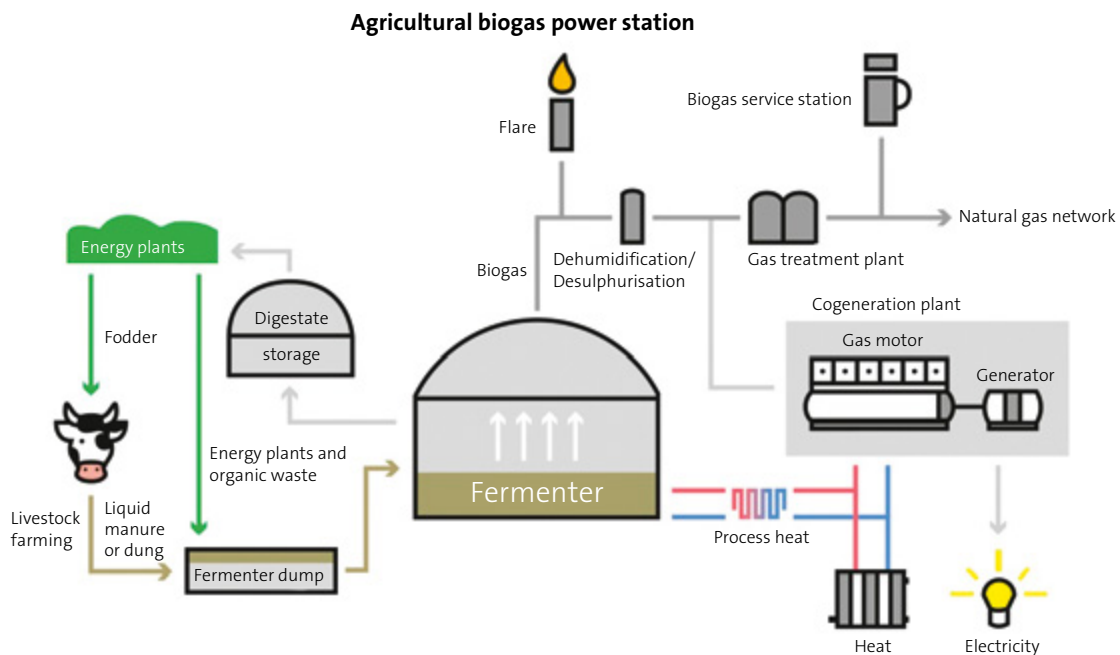 Agricultural biogas power station
Flare
Biogas service station
Natural gas network
Energy plants
Biogas
Dehumidification/
Desulphurisation
Gas treatment plant
Cogeneration plant
Digestate
storage
Fodder
Gas motor
Generator
Energy plants and
organic waste
Fermenter
Livestock
farming
Liquid
manure
or dung
Process heat
Fermenter dump
Heat
Electricity